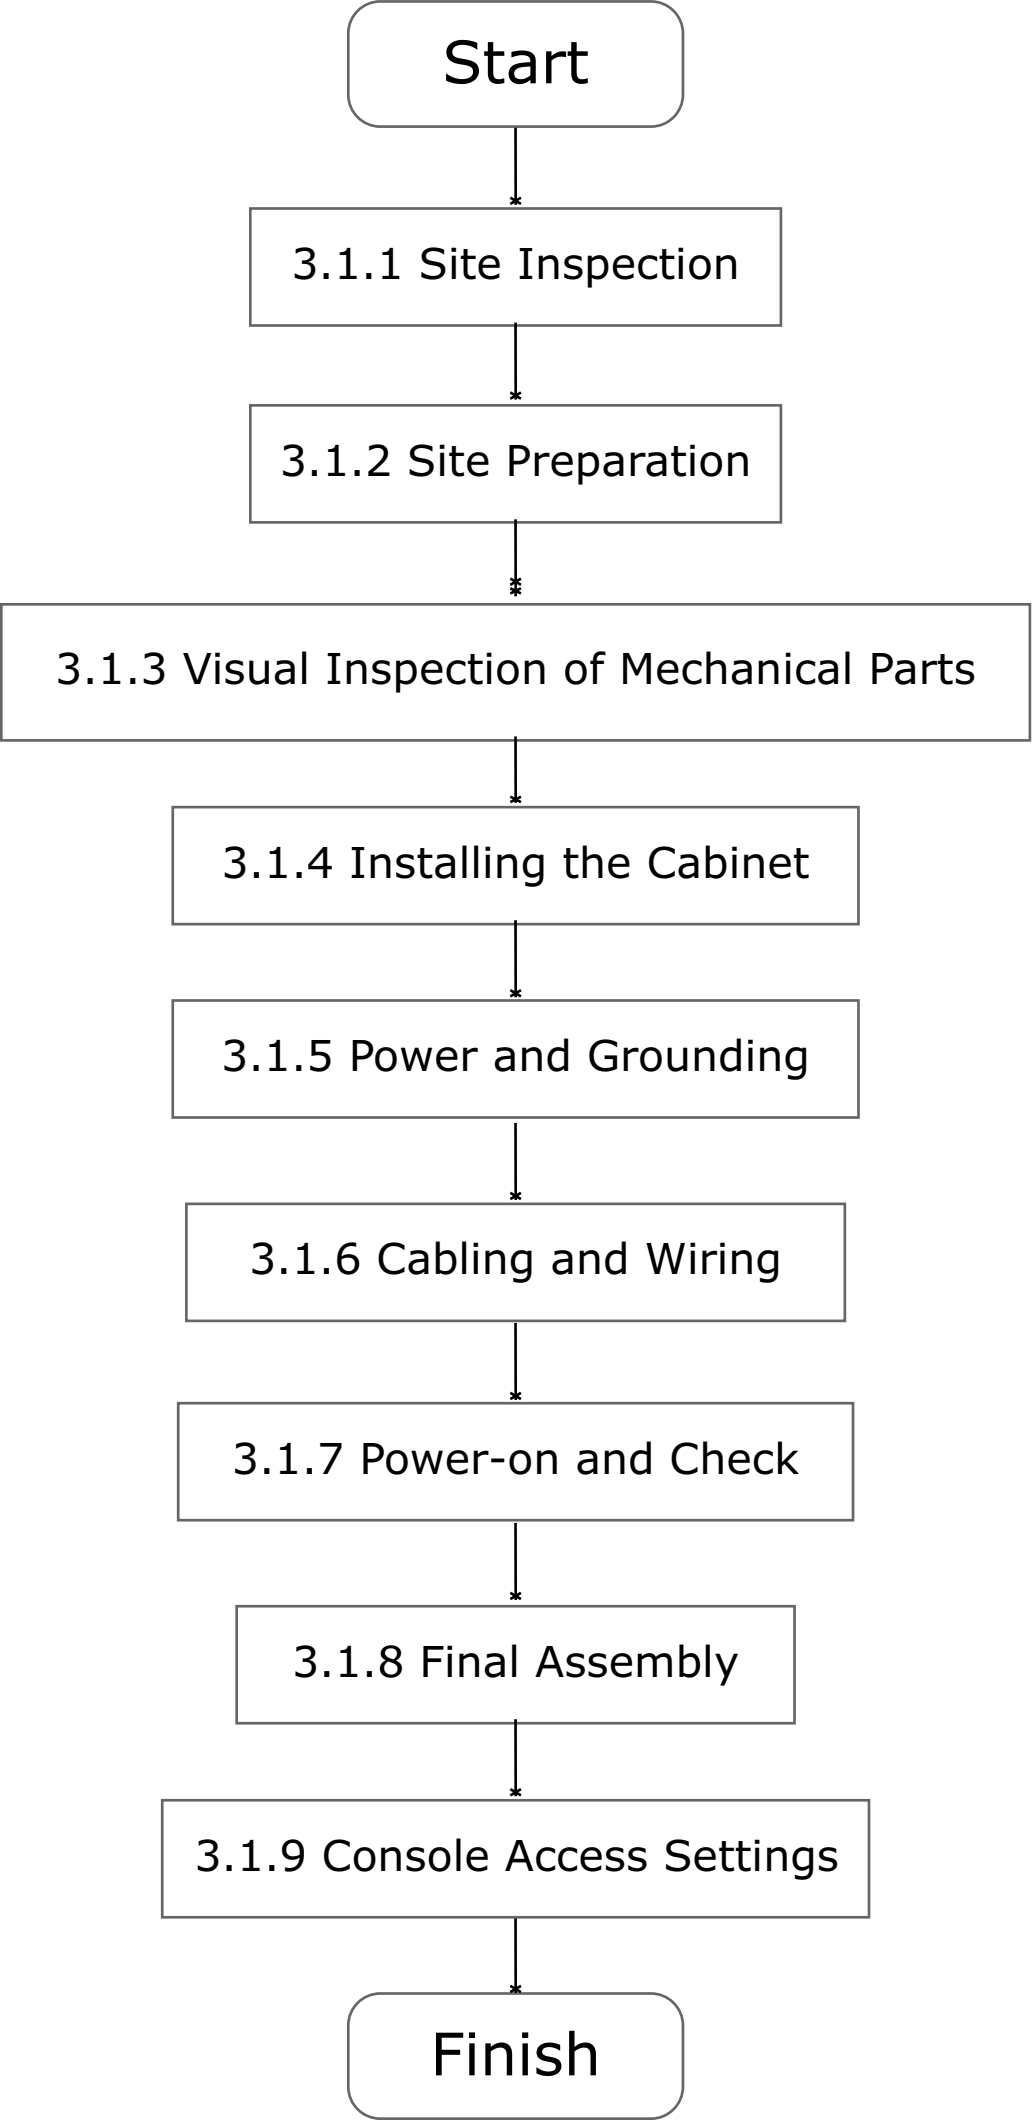 Start
3.1.1 Site Inspection
3.1.2 Site Preparation
3.1.3 Visual Inspection of Mechanical Parts
3.1.4 Installing the Cabinet
3.1.5 Power and Grounding
3.1.6 Cabling and Wiring
3.1.7 Power-on and Check
3.1.8 Final Assembly
3.1.9 Console Access Settings
Finish